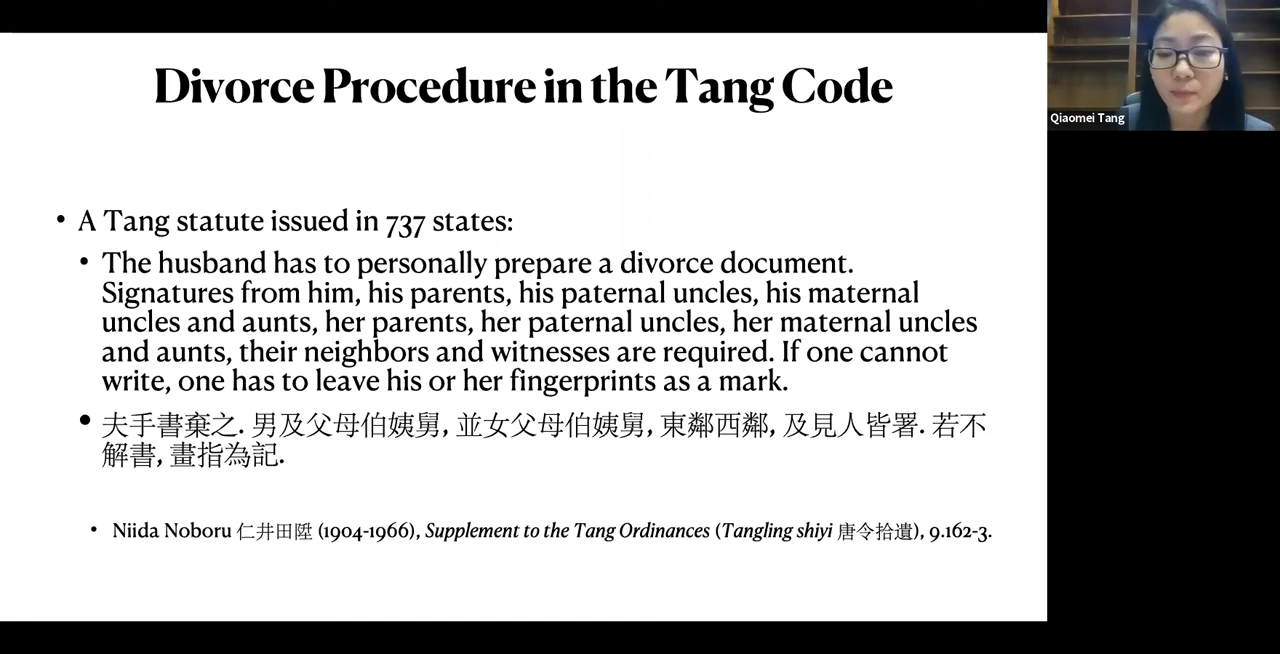 Divorce Procedure in the Tang Code
Qiaomei Tang
• A Tang statute issued in 737 states:
• The husband has to personally prepare a divorce document.
Signatures from him, his parents, his paternal uncles, his maternal
uncles and aunts, her parents, her paternal uncles, her maternal uncles
and aunts, their neighbors and witnesses are required. If one cannot
write, one has to leave his or her fingerprints as a mark.
• 夫手書棄之. 男及父母伯姨舅, 並女父母伯姨舅, 東鄰西鄰, 及見人皆署. 若不
解書, 畫指為記.
• Niida Noboru 仁井田陞 (1904-1966), Supplement to the Tang Ordinances (Tangling shiyi 唐令拾遺), 9.162-3.